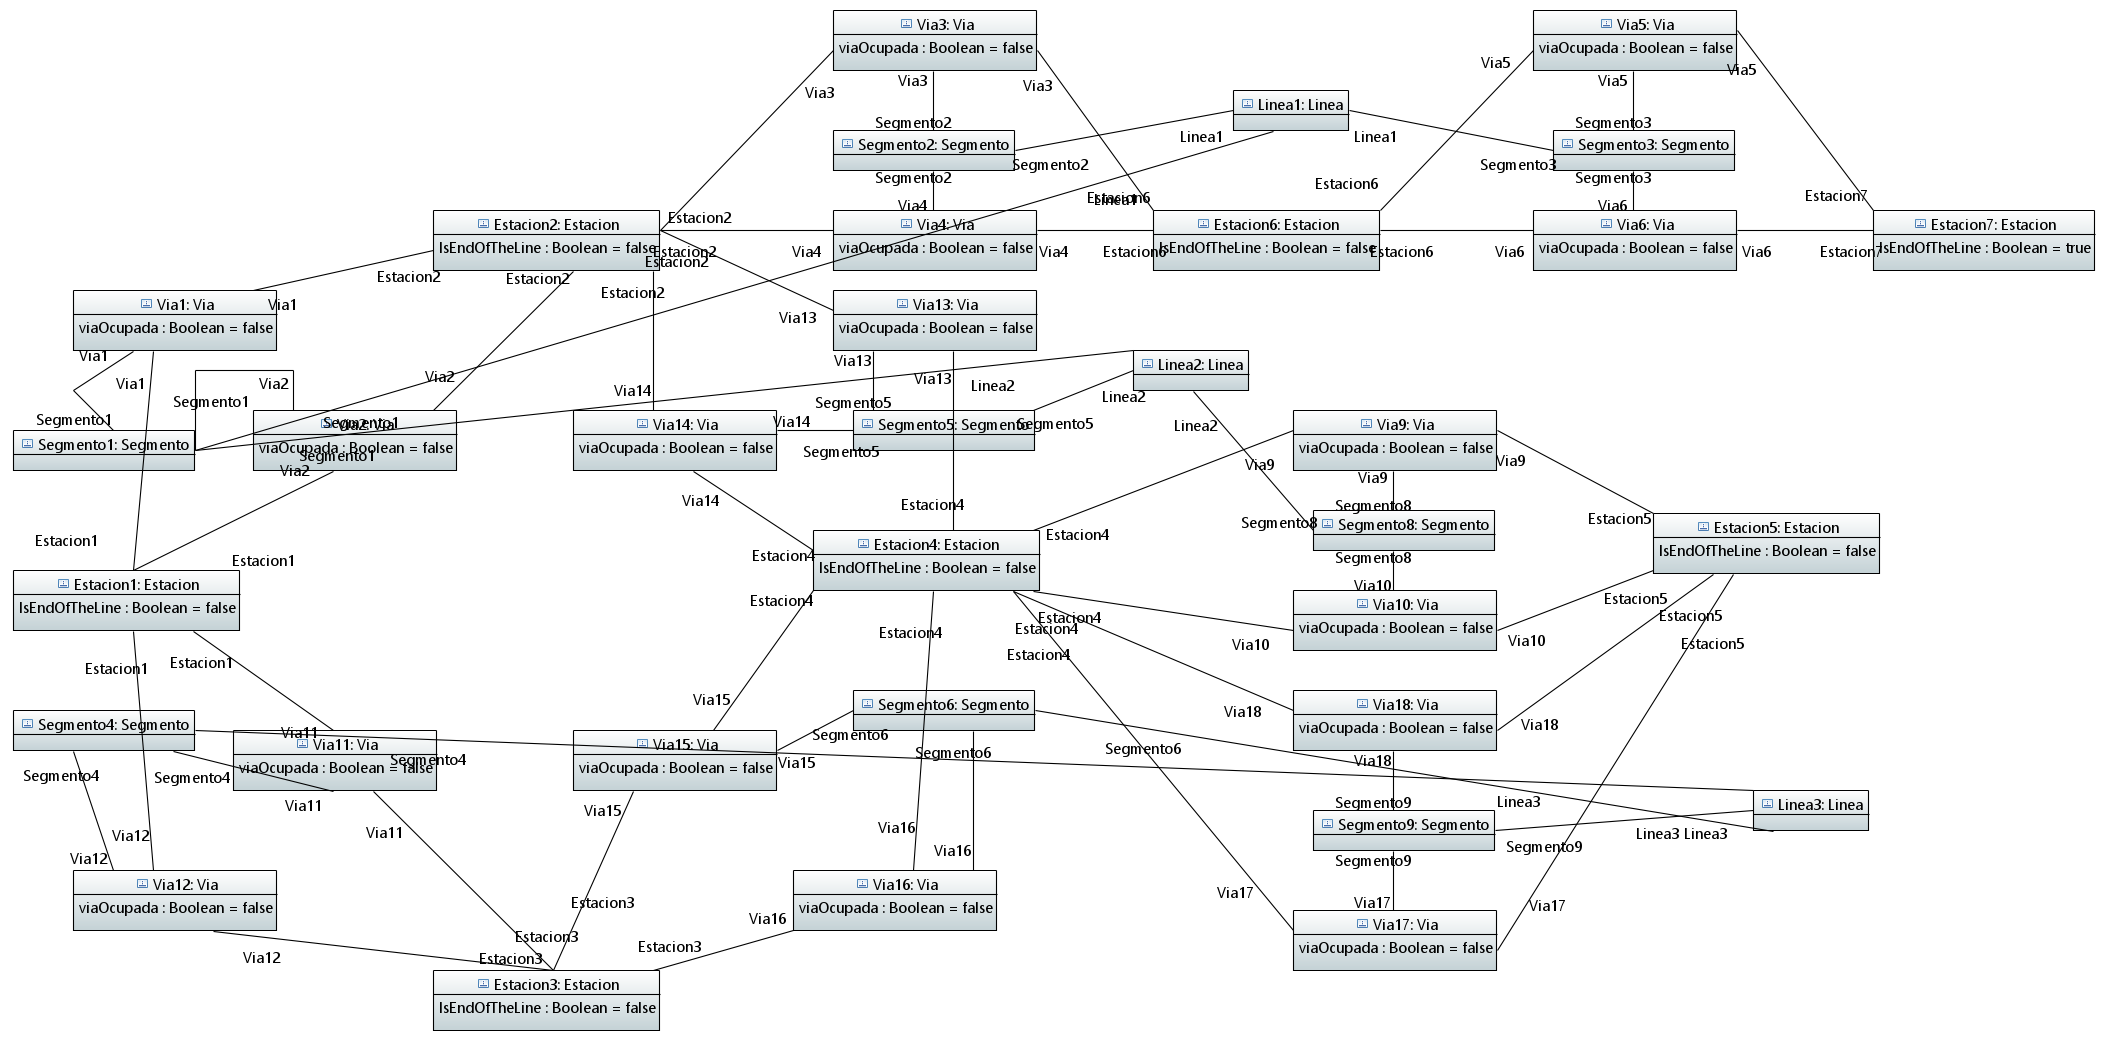 Via3: Via
viaOcupada : Boolean = false
Via5: Via
viaOcupada : Boolean = false
Via3
Via3
Via3
Via5
Via5
Via5
Linea1: Linea
Segmento2
Linea1
Linea1
Segmento3
Segmento2: Segmento
Segmento3: Segmento
Segmento2
Segmento3
Segmento2
Segmento3
Estacion6
Estacion6
Linea1
Estacion7
Via4
Via6
Estacion2: Estacion
IsEndOfTheLine : Boolean = false
Estacion2
Via4: Via
viaOcupada : Boolean = false
Estacion6: Estacion
IsEndOfTheLine : Boolean = false
Via6: Via
viaOcupada : Boolean = false
Estacion7: Estacion
IsEndOfTheLine : Boolean = true
Estacion2
Estacion2
Via4
Via4
Estacion6
Estacion6
Via6
Via6
Estacion7
Estacion2
Estacion2
Estacion2
Via1: Via
viaOcupada : Boolean = false
Via1
Via13: Via
viaOcupada : Boolean = false
Via13
Via1
Via1
Via2
Via2
Via14
Via13
Via13
Linea2
Linea2: Linea
Linea2
Linea2
Segmento1
Segmento1
Segmento5
Segmento1: Segmento
Via2: Via
viaOcupada : Boolean = false
Segmento1
Segmento1
Via2
Via14: Via
viaOcupada : Boolean = false
Via14
Segmento5: Segmento
Segmento5
Segmento5
Via9: Via
viaOcupada : Boolean = false
Via9
Via9
Via9
Via14
Estacion4
Segmento8
Segmento8
Segmento8: Segmento
Estacion5
Estacion5: Estacion
IsEndOfTheLine : Boolean = false
Estacion1
Estacion1
Estacion4
Estacion4: Estacion
IsEndOfTheLine : Boolean = false
Estacion4
Segmento8
Via10
Estacion1: Estacion
IsEndOfTheLine : Boolean = false
Estacion4
Estacion4
Estacion4
Estacion4
Estacion4
Via10: Via
viaOcupada : Boolean = false
Via10
Via10
Estacion5
Estacion5
Estacion5
Estacion1
Estacion1
Via15
Via18
Via18
Segmento4: Segmento
Via11
Via11: Via
viaOcupada : Boolean = false
Segmento4
Segmento4
Segmento4
Via15: Via
viaOcupada : Boolean = false
Via15
Segmento6: Segmento
Segmento6
Segmento6
Segmento6
Via18: Via
viaOcupada : Boolean = false
Via18
Via11
Via11
Via15
Segmento9
Linea3
Linea3: Linea
Via12
Via12
Via16
Via16
Segmento9: Segmento
Linea3
Linea3
Segmento9
Segmento9
Via12: Via
viaOcupada : Boolean = false
Via16: Via
viaOcupada : Boolean = false
Via17
Via17
Via17
Estacion3
Via16
Via17: Via
viaOcupada : Boolean = false
Via12
Estacion3
Estacion3
Estacion3
Estacion3: Estacion
IsEndOfTheLine : Boolean = false